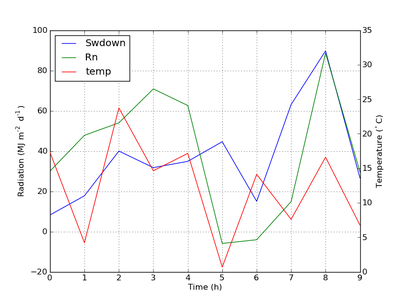 100
80
60
40
20
0
−20
35
30
25
20
15
10
5
0
0 1 2 3 4 5 6 7 8 9
Time (h)
Radiation (MJ m⁻² d⁻¹)
Temperature (°C)
Swdown
Rn
temp